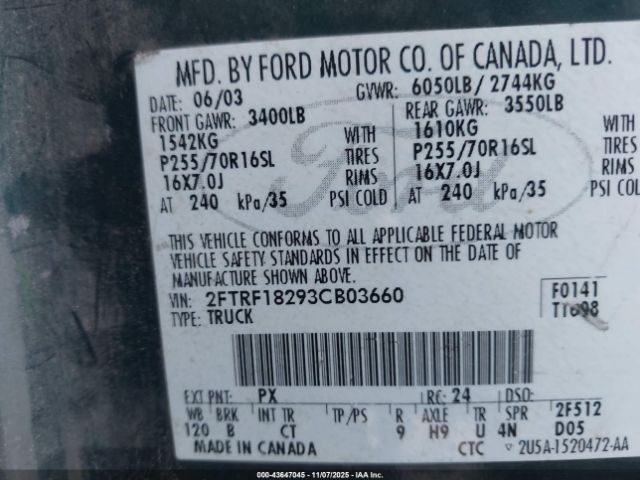 MFD. BY FORD MOTOR CO. OF CANADA, LTD.
DATE: 06/03 GVWR: 6050LB/ 2744KG
FRONT GAWR: 3400LB REAR GAWR: 3550LB
1542KG WITH 1610KG WITH
P255/70R16SL TIRES P255/70R16SL TIRES
16X7.0J RIMS 16X7.0J RIMS
AT 240 kPa/35 PSI COLD AT 240 kPa/35 PSI COLD
THIS VEHICLE CONFORMS TO ALL APPLICABLE FEDERAL MOTOR
VEHICLE SAFETY STANDARDS IN EFFECT ON THE DATE OF
MANUFACTURE SHOWN ABOVE.
VIN: 2FTRF18293CB03660 F0141
TYPE: TRUCK T1698
EXT PNT: PX RC: 24 DSO:
WB BRK INT TR TP/PS R AXLE TR SPR 2F512
120 B CT 9 H9 U 4N D05
MADE IN CANADA CTC 2U5A-1520472-AA
Ford
000-43647045 - 11/07/2025 - IAAI.COM